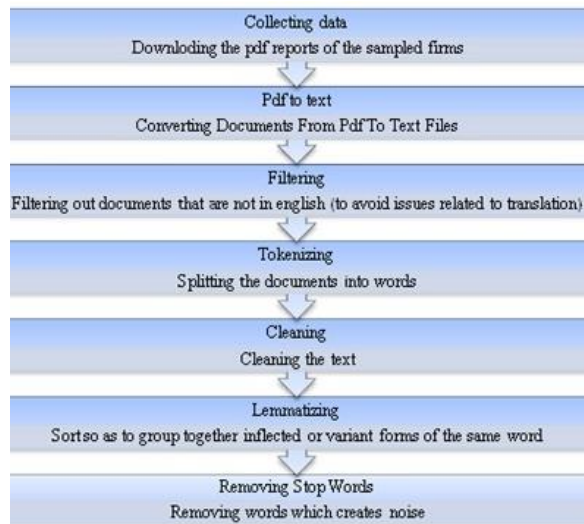 Collecting data
Downloding the pdf reports of the sampled firms
Pdf to text
Converting Documents From Pdf To Text Files
Filtering
Filtering out documents that are not in english (to avoid issues related to translation)
Tokenizing
Splitting the documents into words
Cleaning
Cleaning the text
Lemmatizing
Sort so as to group together inflected or variant forms of the same word
Removing Stop Words
Removing words which creates noise